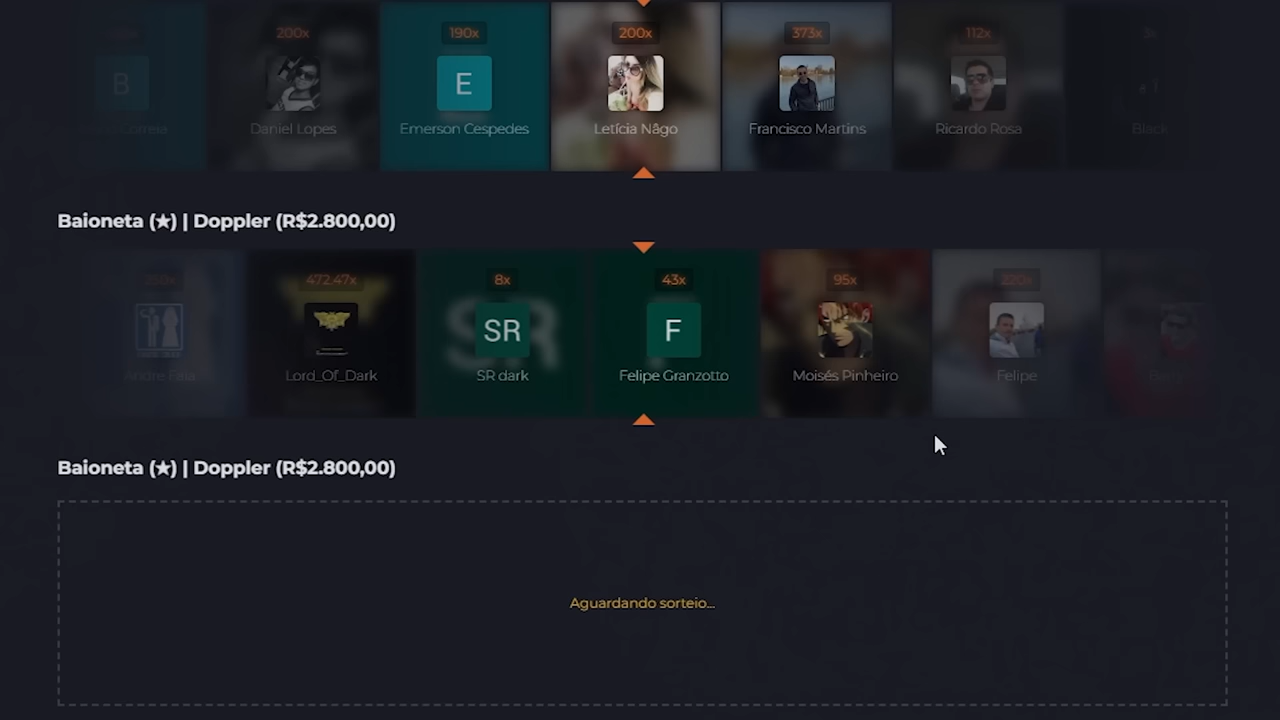 200x
190x
200x
373x
112x
B
E
Daniel Lopes
Emerson Cespedes
Letícia Nâgo
Francisco Martins
Ricardo Rosa
Black
Baioneta (★) | Doppler (R$2.800,00)
472.47x
8x
43x
95x
220x
SR
F
Lord_Of_Dark
SR dark
Felipe Granzotto
Moisés Pinheiro
Felipe
Baioneta (★) | Doppler (R$2.800,00)
Aguardando sorteio...